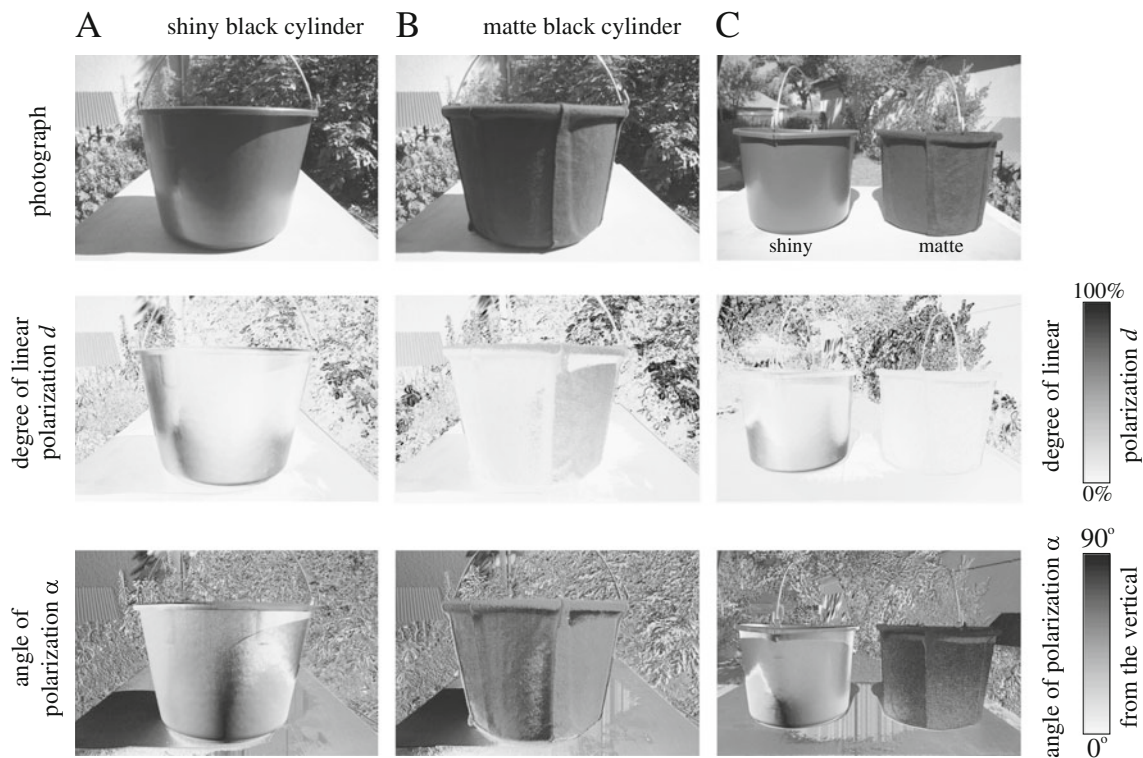 A shiny black cylinder B matte black cylinder C
photograph
shiny
matte
degree of linear
polarization d
degree of linear
polarization d
100%
0%
angle of
polarization α
angle of polarization α
from the vertical
90°
0°